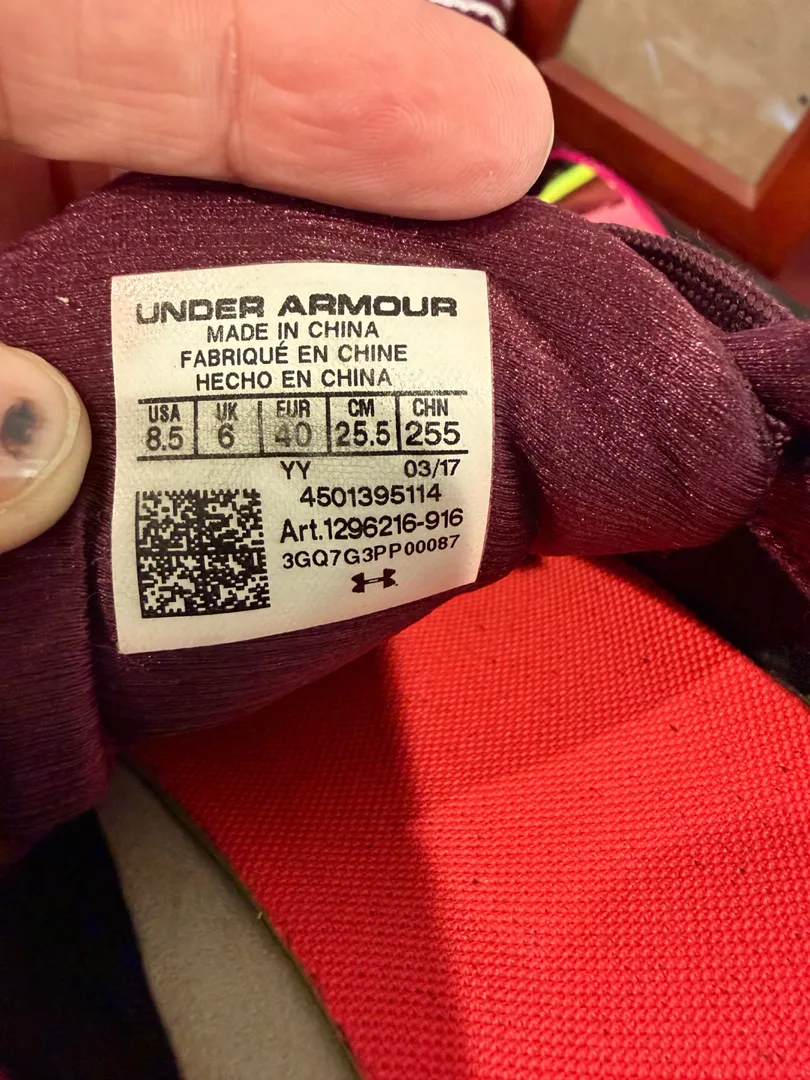 UNDER ARMOUR
MADE IN CHINA
FABRIQUÉ EN CHINE
HECHO EN CHINA
USA UK EUR CM CHN
8.5 6 40 25.5 255
YY 03/17
4501395114
Art.1296216-916
3GQ7G3PP00087